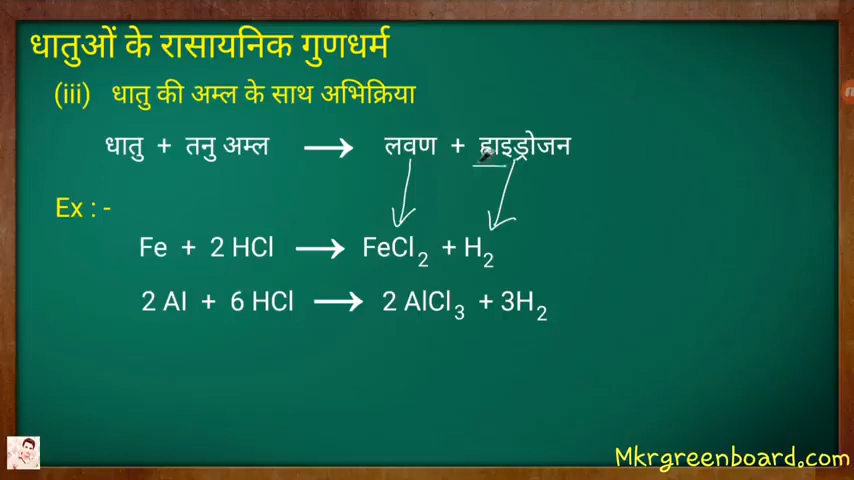 धातुओं के रासायनिक गुणधर्म
(iii) धातु की अम्ल के साथ अभिक्रिया
धातु + तनु अम्ल ⟶ लवण + हाइड्रोजन
Ex : -
Fe + 2 HCl ⟶ FeCl₂ + H₂
2 Al + 6 HCl ⟶ 2 AlCl₃ + 3H₂
Mkrgreenboard.com